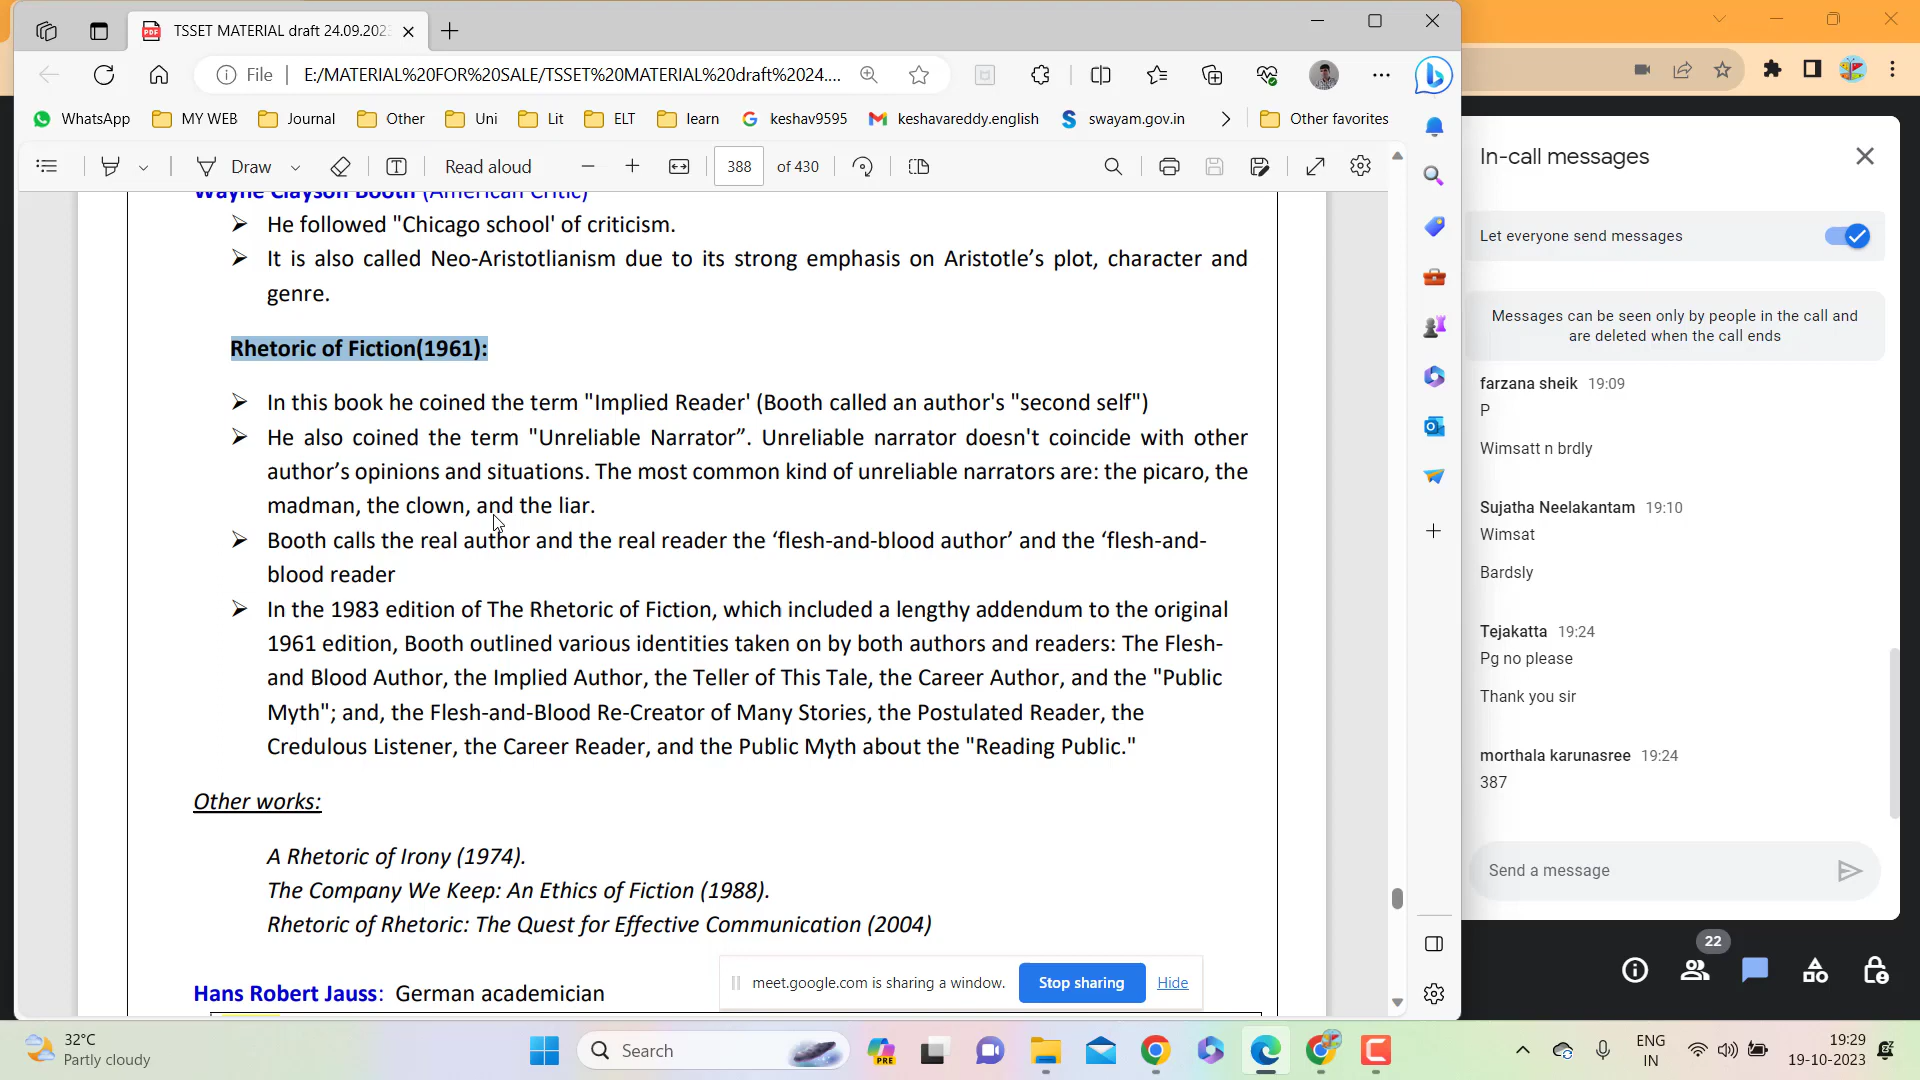 TSSET MATERIAL draft 24.09.202
File
E:/MATERIAL%20FOR%20SALE/TSSET%20MATERIAL%20draft%2024....
WhatsApp
MY WEB
Journal
Other
Uni
Lit
ELT
learn
keshav9595
keshavareddy.english
swayam.gov.in
Other favorites
Draw
Read aloud
388
of 430
Wayne Clayson Booth (American Critic)
He followed "Chicago school' of criticism.
It is also called Neo-Aristotlianism due to its strong emphasis on Aristotle’s plot, character and
genre.
Rhetoric of Fiction(1961):
In this book he coined the term "Implied Reader' (Booth called an author's "second self")
He also coined the term "Unreliable Narrator”. Unreliable narrator doesn't coincide with other
author’s opinions and situations. The most common kind of unreliable narrators are: the picaro, the
madman, the clown, and the liar.
Booth calls the real author and the real reader the ‘flesh-and-blood author’ and the ‘flesh-and-
blood reader
In the 1983 edition of The Rhetoric of Fiction, which included a lengthy addendum to the original
1961 edition, Booth outlined various identities taken on by both authors and readers: The Flesh-
and Blood Author, the Implied Author, the Teller of This Tale, the Career Author, and the "Public
Myth"; and, the Flesh-and-Blood Re-Creator of Many Stories, the Postulated Reader, the
Credulous Listener, the Career Reader, and the Public Myth about the "Reading Public."
Other works:
A Rhetoric of Irony (1974).
The Company We Keep: An Ethics of Fiction (1988).
Rhetoric of Rhetoric: The Quest for Effective Communication (2004)
Hans Robert Jauss: German academician
meet.google.com is sharing a window.
Stop sharing
Hide
In-call messages
Let everyone send messages
Messages can be seen only by people in the call and
are deleted when the call ends
farzana sheik 19:09
P
Wimsatt n brdly
Sujatha Neelakantam 19:10
Wimsat
Bardsly
Tejakatta 19:24
Pg no please
Thank you sir
morthala karunasree 19:24
387
Send a message
22
32°C
Partly cloudy
Search
PRE
ENG
IN
19:29
19-10-2023